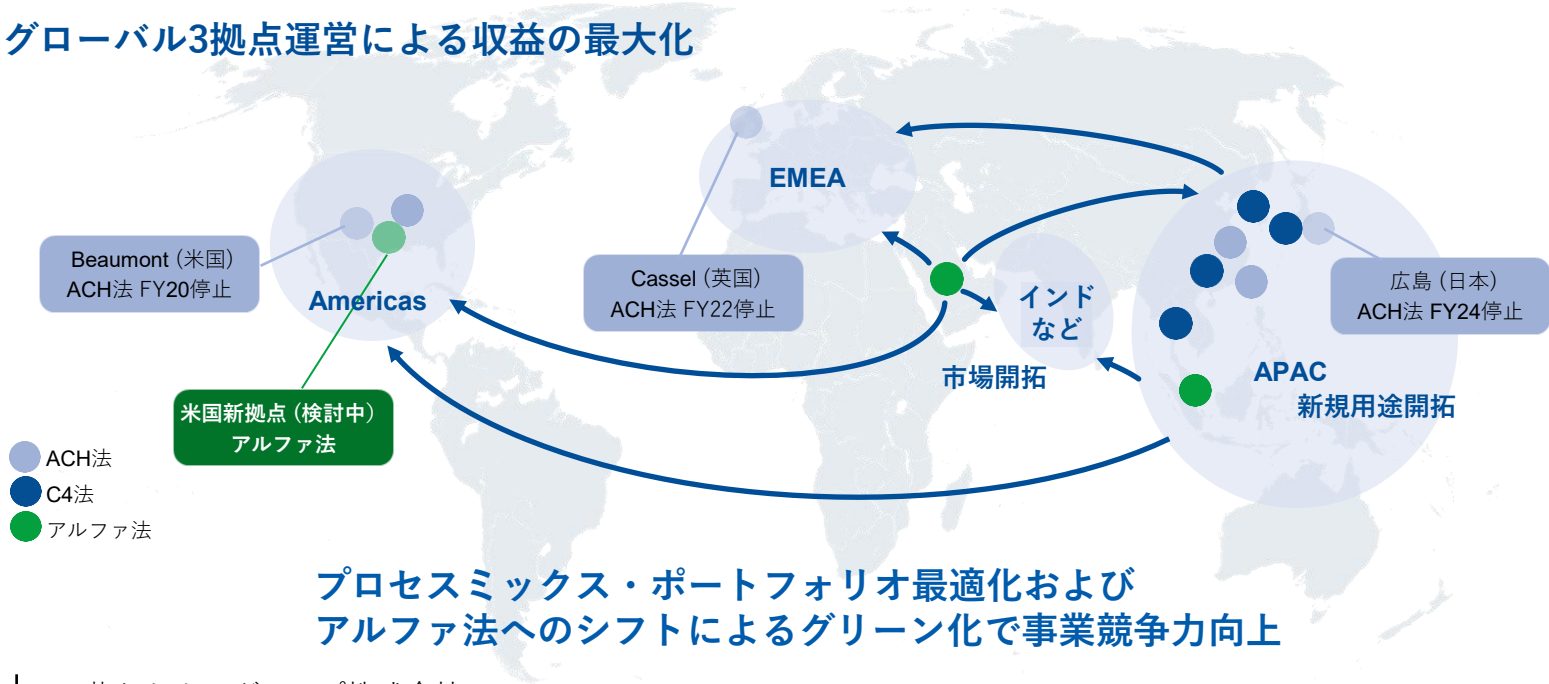 グローバル3拠点運営による収益の最大化
EMEA
Beaumont (米国)
ACH法 FY20停止
Americas
Cassel (英国)
ACH法 FY22停止
インド
など
広島 (日本)
ACH法 FY24停止
市場開拓
APAC
新規用途開拓
米国新拠点 (検討中)
アルファ法
ACH法
C4法
アルファ法
プロセスミックス・ポートフォリオ最適化および
アルファ法へのシフトによるグリーン化で事業競争力向上